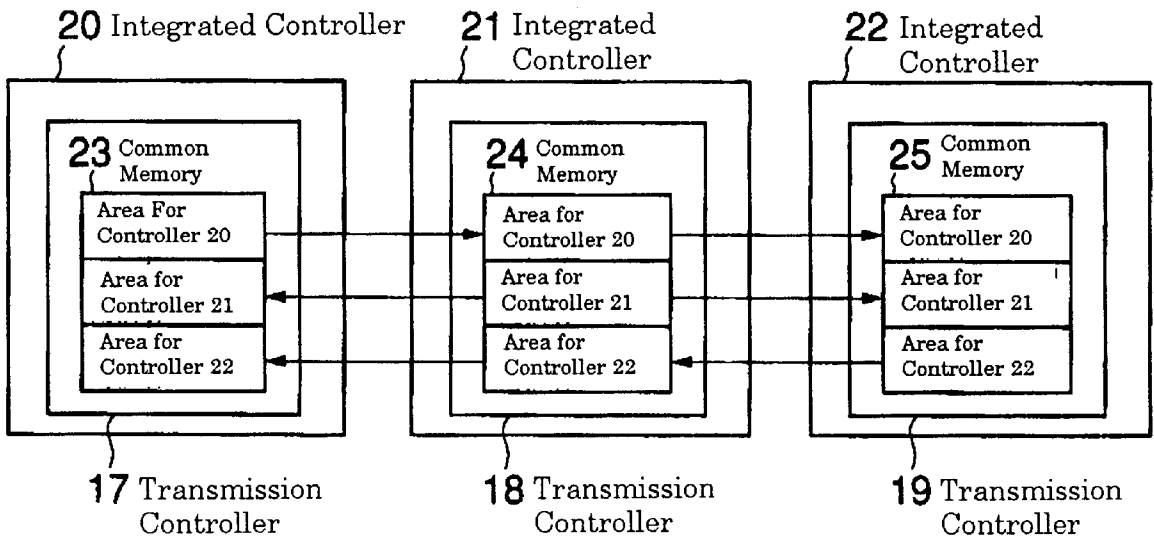 20 Integrated Controller
21 Integrated
Controller
22 Integrated
Controller
23 Common
Memory
Area For
Controller 20
Area for
Controller 21
Area for
Controller 22
24 Common
Memory
Area for
Controller 20
Area for
Controller 21
Area for
Controller 22
25 Common
Memory
Area for
Controller 20
Area for
Controller 21
Area for
Controller 22
17 Transmission
Controller
18 Transmission
Controller
19 Transmission
Controller